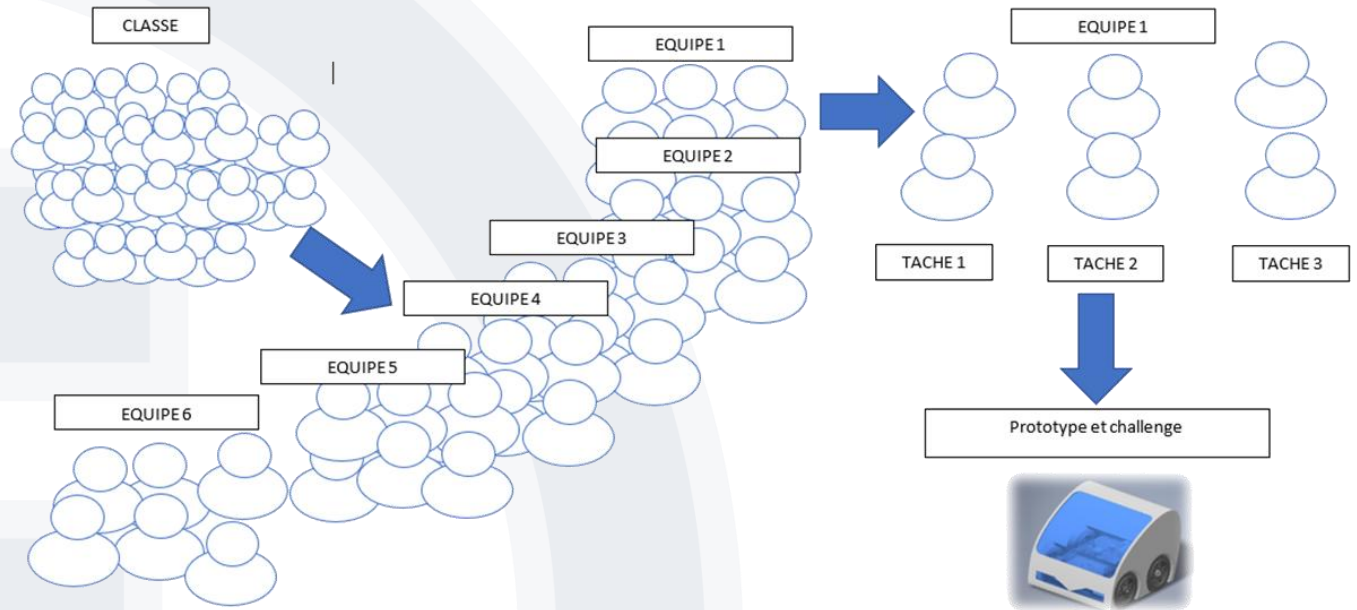 CLASSE
EQUIPE 1
EQUIPE 2
EQUIPE 3
EQUIPE 4
EQUIPE 5
EQUIPE 6
EQUIPE 1
TACHE 1
TACHE 2
TACHE 3
Prototype et challenge